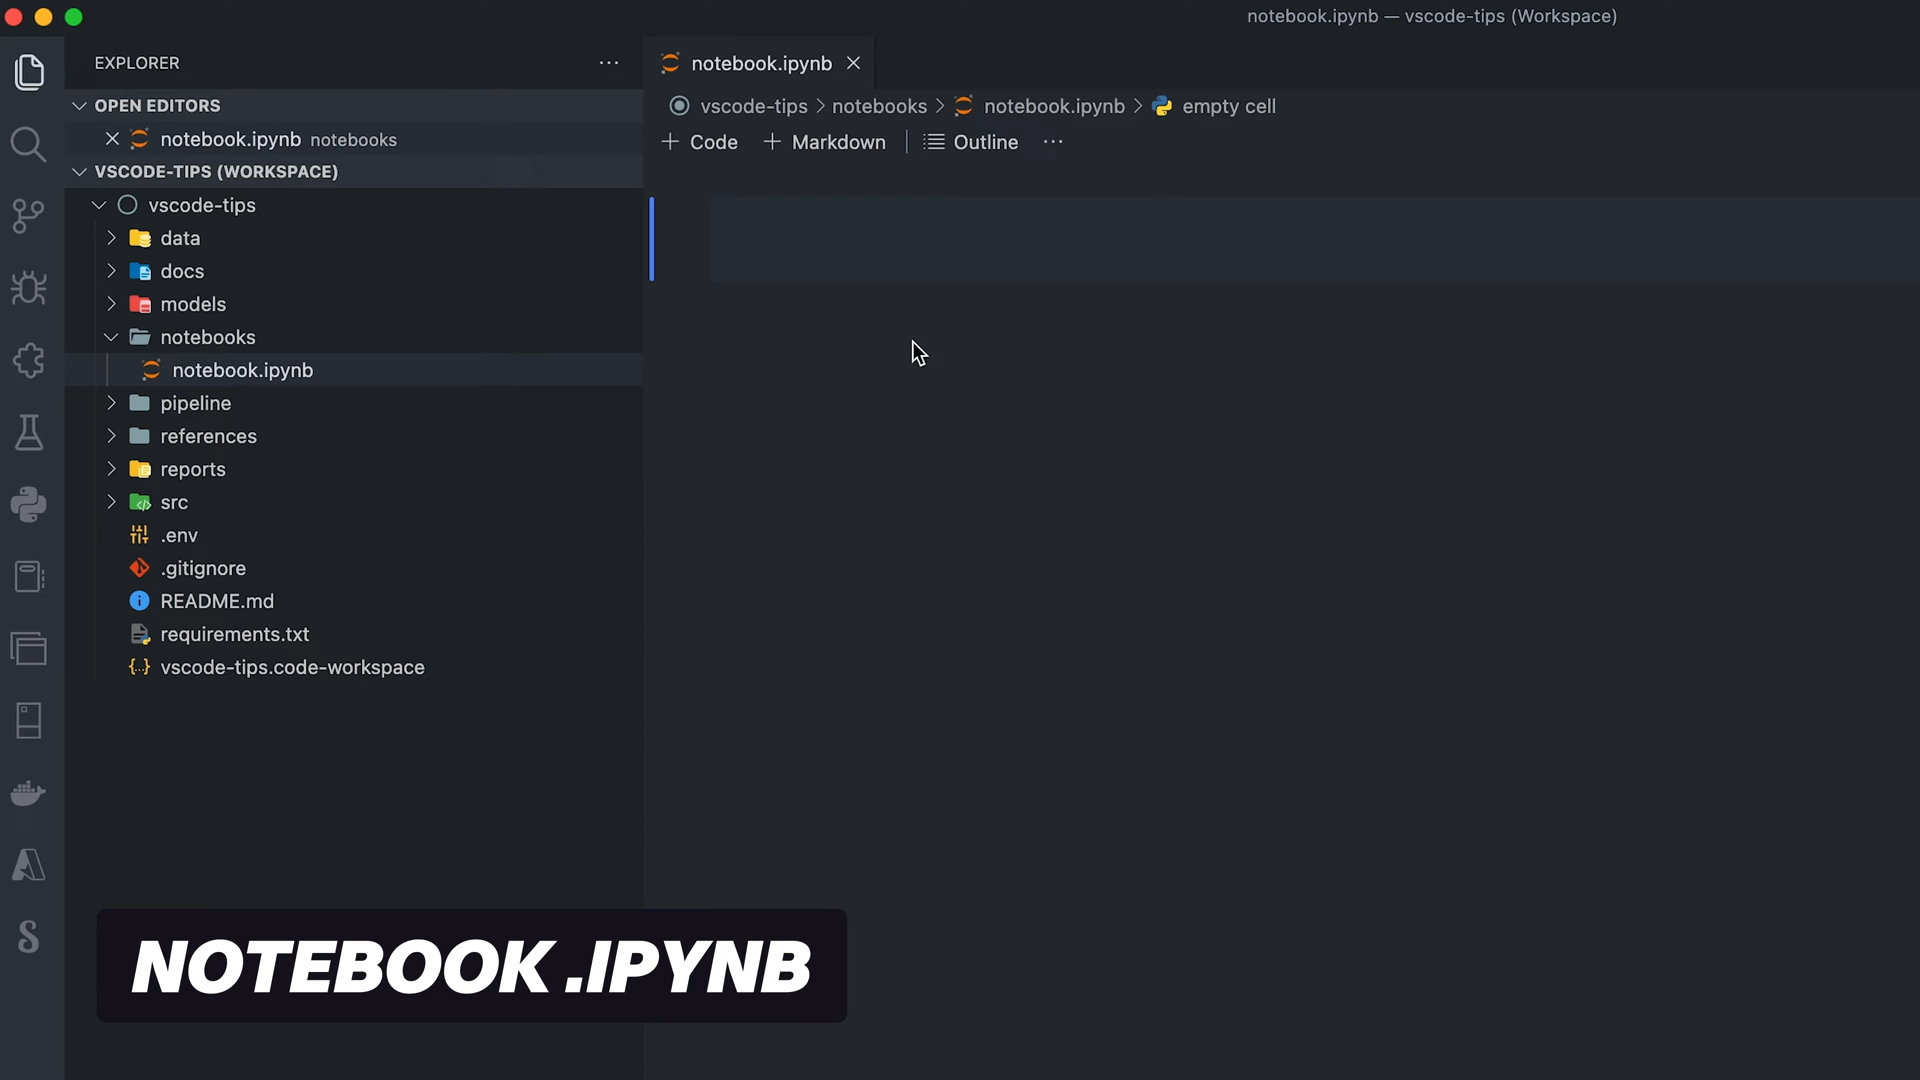 notebook.ipynb — vscode-tips (Workspace)
EXPLORER
OPEN EDITORS
notebook.ipynb notebooks
VSCODE-TIPS (WORKSPACE)
vscode-tips
data
docs
models
notebooks
notebook.ipynb
pipeline
references
reports
src
.env
.gitignore
README.md
requirements.txt
vscode-tips.code-workspace
notebook.ipynb
vscode-tips > notebooks > notebook.ipynb > empty cell
+ Code + Markdown | Outline ···
NOTEBOOK .IPYNB